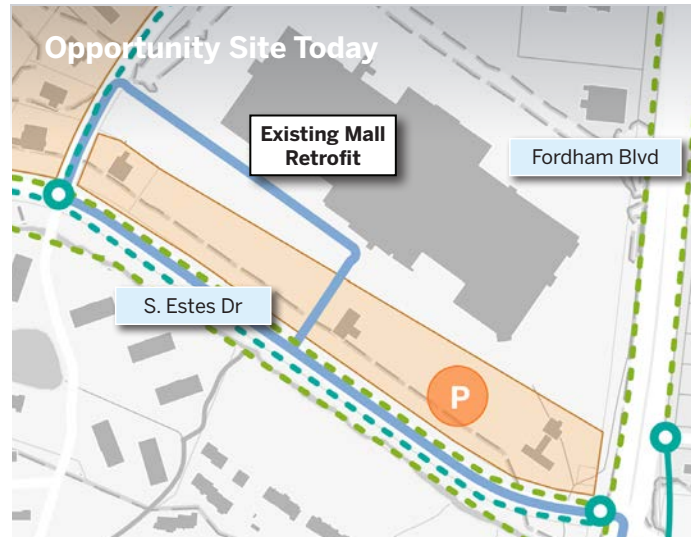 Opportunity Site Today
Existing Mall
Retrofit
Fordham Blvd
S. Estes Dr
P